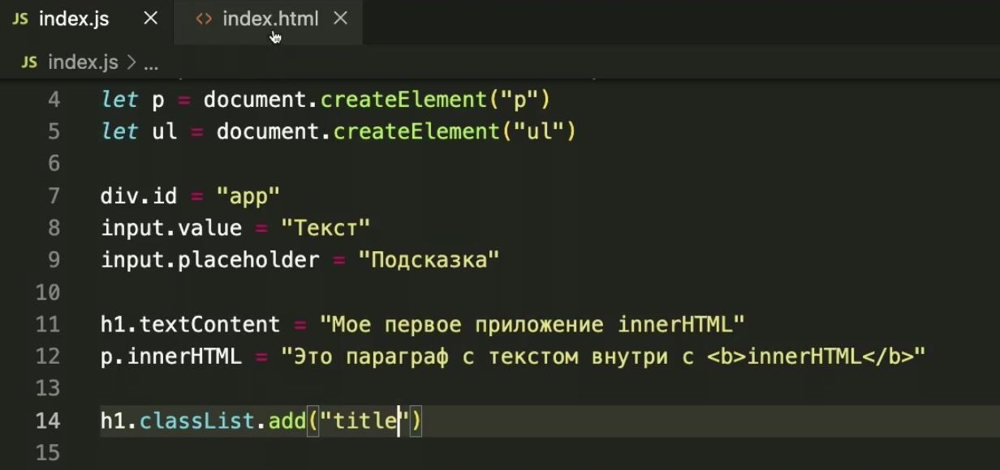 JS index.js × <> index.html ×
JS index.js > ...
4 let p = document.createElement("p")
5 let ul = document.createElement("ul")
6
7 div.id = "app"
8 input.value = "Текст"
9 input.placeholder = "Подсказка"
10
11 h1.textContent = "Мое первое приложение innerHTML"
12 p.innerHTML = "Это параграф с текстом внутри с <b>innerHTML</b>"
13
14 h1.classList.add("title")
15